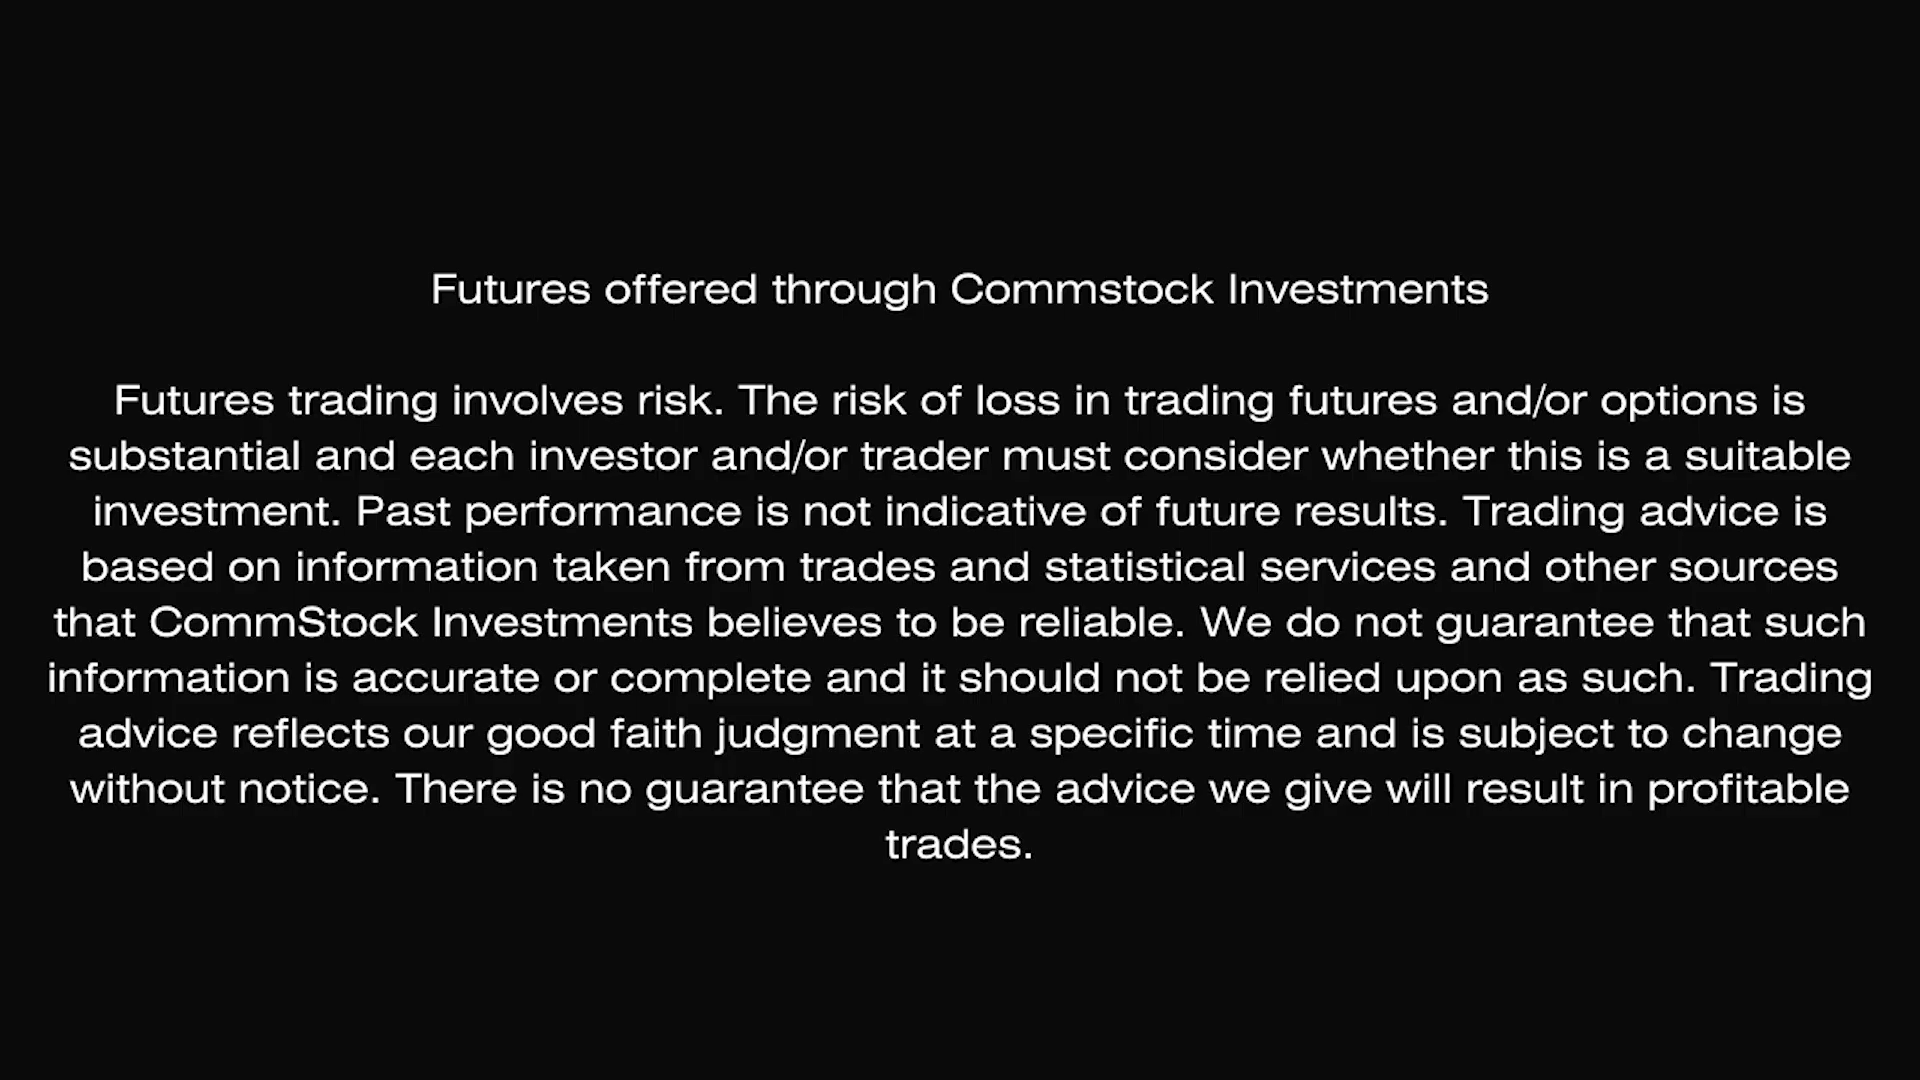 Futures offered through Commstock Investments
Futures trading involves risk. The risk of loss in trading futures and/or options is
substantial and each investor and/or trader must consider whether this is a suitable
investment. Past performance is not indicative of future results. Trading advice is
based on information taken from trades and statistical services and other sources
that CommStock Investments believes to be reliable. We do not guarantee that such
information is accurate or complete and it should not be relied upon as such. Trading
advice reflects our good faith judgment at a specific time and is subject to change
without notice. There is no guarantee that the advice we give will result in profitable
trades.